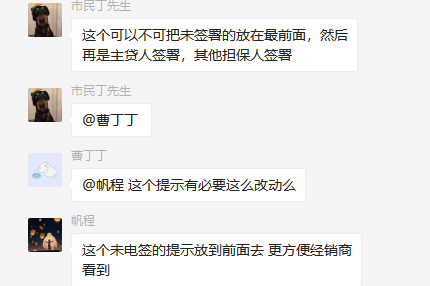 市民丁先生
这个可以不可把未签署的放在最前面，然后
再是主贷人签署，其他担保人签署
市民丁先生
@曹丁丁
曹丁丁
@帆程 这个提示有必要这么改动么
帆程
这个未电签的提示放到前面去 更方便经销商
看到